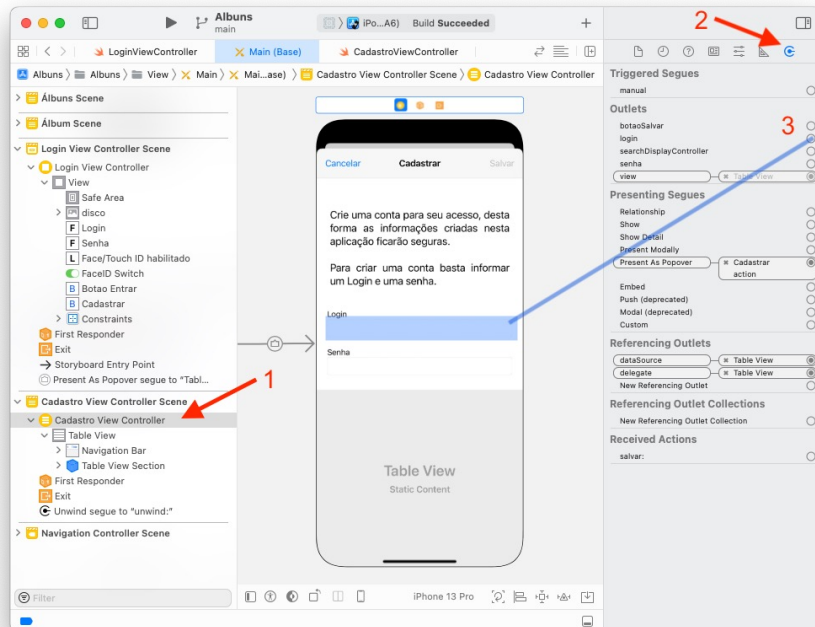 Albuns
main
iPo...A6)
Build Succeeded
2
LoginViewController
Main (Base)
CadastroViewController
Albuns
Albuns
View
Main
Mai...ase)
Cadastro View Controller Scene
Cadastro View Controller
Álbuns Scene
Álbum Scene
Login View Controller Scene
Login View Controller
View
Safe Area
disco
F Login
F Senha
L Face/Touch ID habilitado
FaceID Switch
B Botao Entrar
B Cadastrar
Constraints
First Responder
Exit
Storyboard Entry Point
Present As Popover segue to "Tabl...
1
Cadastro View Controller Scene
Cadastro View Controller
Table View
Navigation Bar
Table View Section
First Responder
Exit
Unwind segue to "unwind:"
Navigation Controller Scene
Filter
Cancelar
Cadastrar
Salvar
Crie uma conta para seu acesso, desta
forma as informações criadas nesta
aplicação ficarão seguras.
Para criar uma conta basta informar
um Login e uma senha.
Login
Senha
Table View
Static Content
iPhone 13 Pro
Triggered Segues
manual
Outlets
botaoSalvar
3
login
searchDisplayController
senha
view
Table View
Presenting Segues
Relationship
Show
Show Detail
Present Modally
Present As Popover
Cadastrar
action
Embed
Push (deprecated)
Modal (deprecated)
Custom
Referencing Outlets
dataSource
Table View
delegate
Table View
New Referencing Outlet
Referencing Outlet Collections
New Referencing Outlet Collection
Received Actions
salvar: